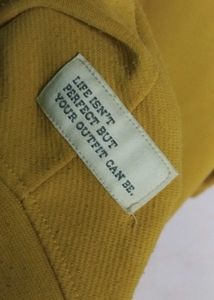 LIFE ISN'T
PERFECT BUT
YOUR OUTFIT CAN BE.